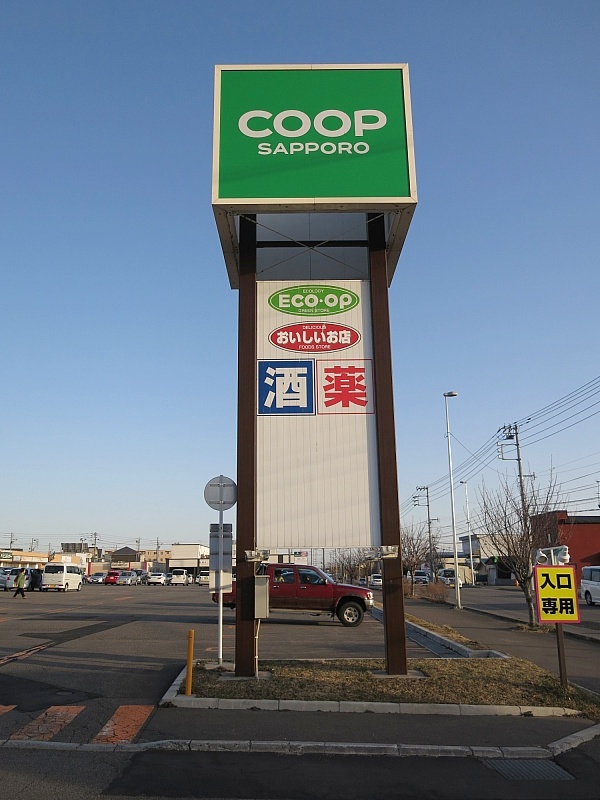 COOP
SAPPORO
ECOLOGY
ECO·OP
GREEN STORE
DELICIOUS
おいしいお店
FOODS STORE
酒 薬
入口
専用